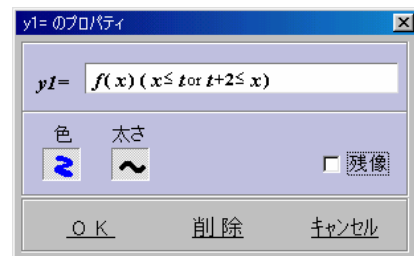 y1= のプロパティ
y1= f(x) (x≤ t or t+2≤ x)
色 太さ
残像
OK 削除 キャンセル